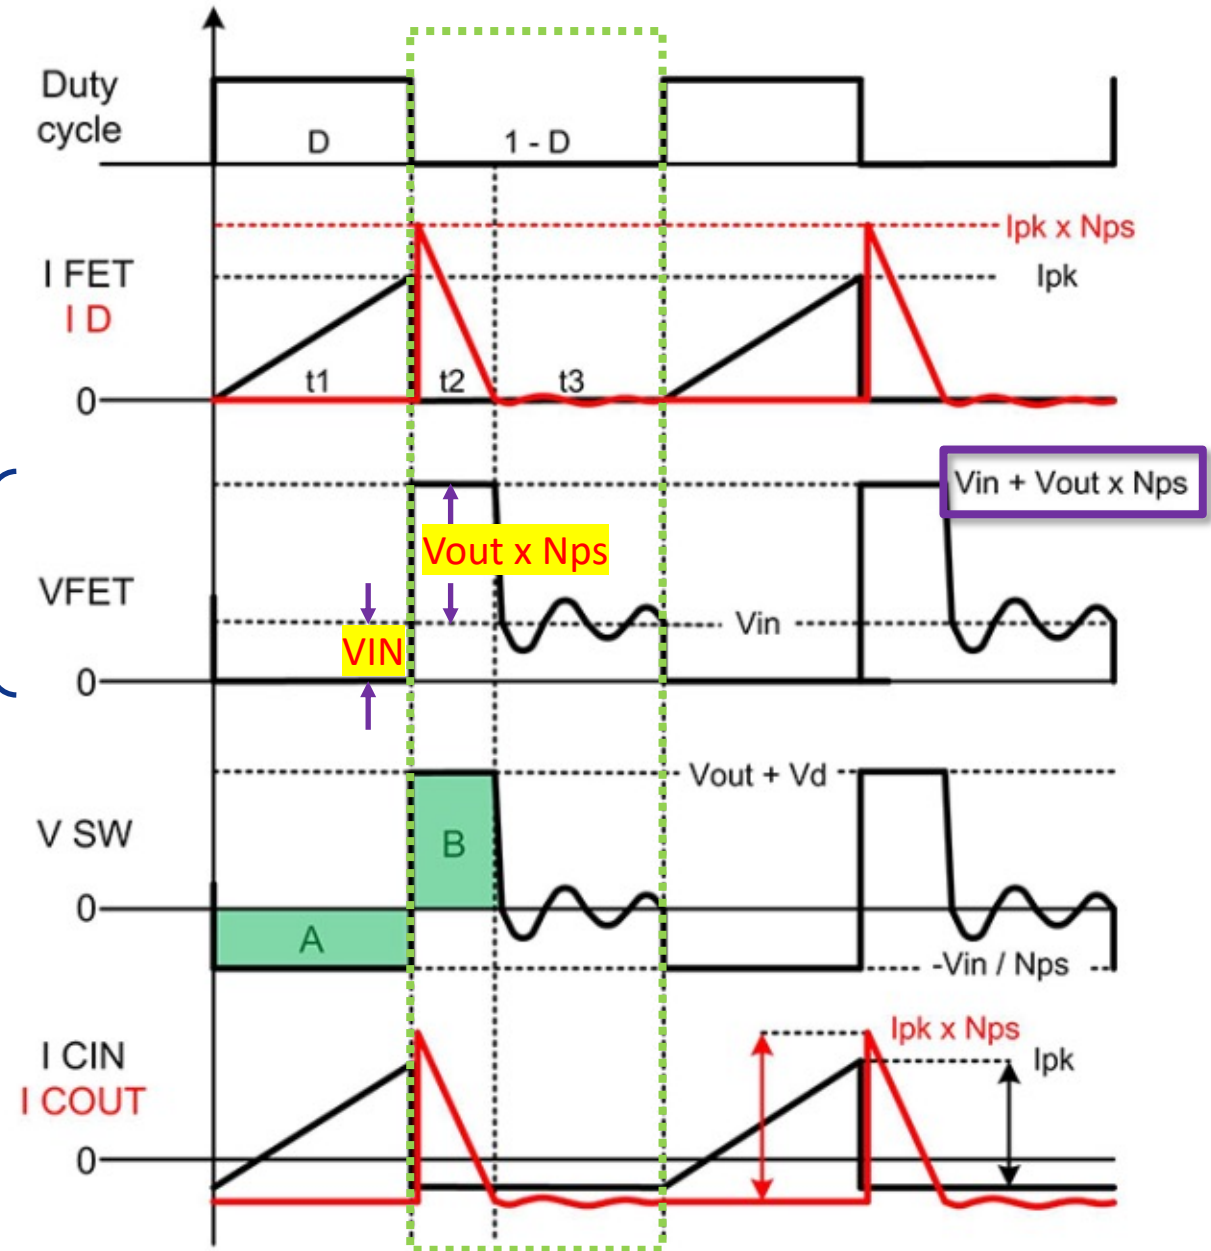 Duty
cycle
D
1 - D
Ipk x Nps
I FET
I D
Ipk
t1
t2
t3
0
Vin + Vout x Nps
Vout x Nps
VFET
Vin
VIN
0
Vout + Vd
V SW
B
0
A
-Vin / Nps
Ipk x Nps
I CIN
Ipk
I COUT
0